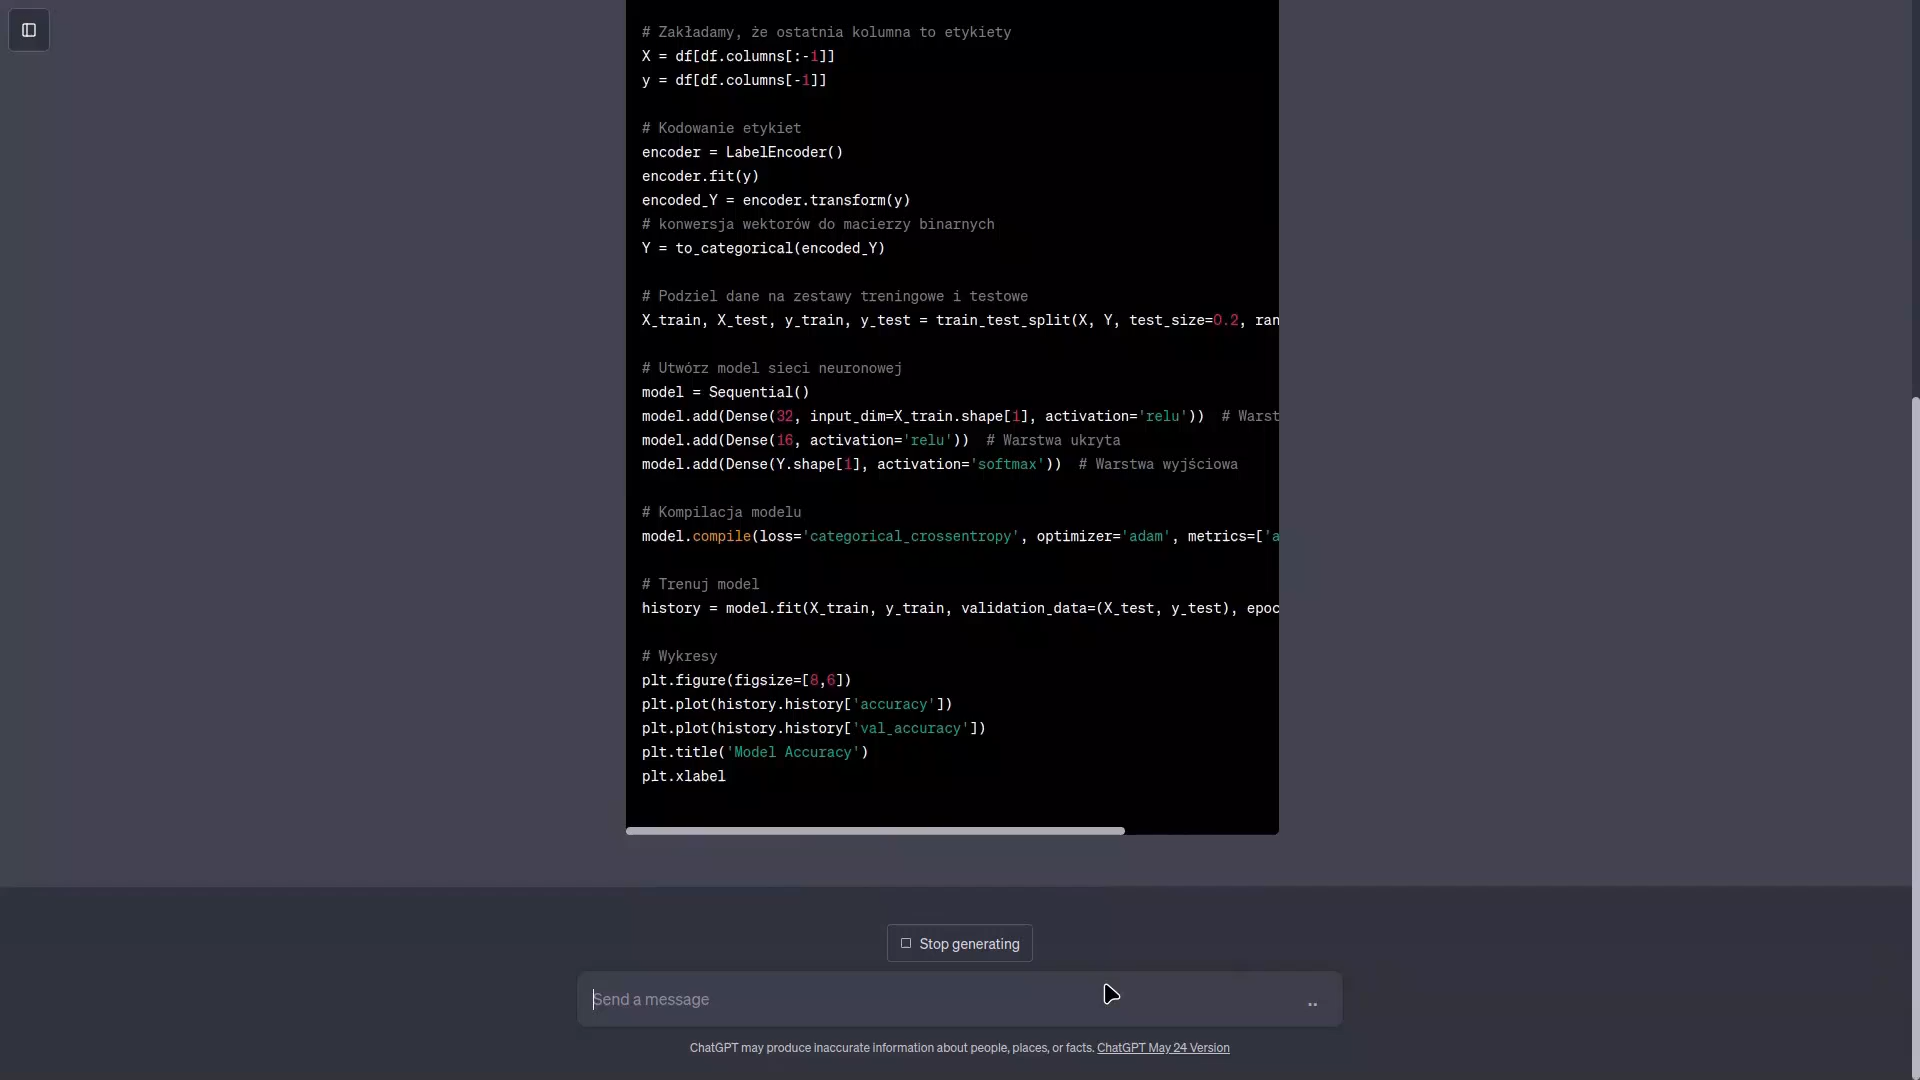 # Zakładamy, że ostatnia kolumna to etykiety
X = df[df.columns[:-1]]
y = df[df.columns[-1]]
# Kodowanie etykiet
encoder = LabelEncoder()
encoder.fit(y)
encoded_Y = encoder.transform(y)
# konwersja wektorów do macierzy binarnych
Y = to_categorical(encoded_Y)
# Podziel dane na zestawy treningowe i testowe
X_train, X_test, y_train, y_test = train_test_split(X, Y, test_size=0.2, ran
# Utwórz model sieci neuronowej
model = Sequential()
model.add(Dense(32, input_dim=X_train.shape[1], activation='relu'))  # Warst
model.add(Dense(16, activation='relu'))  # Warstwa ukryta
model.add(Dense(Y.shape[1], activation='softmax'))  # Warstwa wyjściowa
# Kompilacja modelu
model.compile(loss='categorical_crossentropy', optimizer='adam', metrics=['a
# Trenuj model
history = model.fit(X_train, y_train, validation_data=(X_test, y_test), epoc
# Wykresy
plt.figure(figsize=[8,6])
plt.plot(history.history['accuracy'])
plt.plot(history.history['val_accuracy'])
plt.title('Model Accuracy')
plt.xlabel
Stop generating
Send a message
ChatGPT may produce inaccurate information about people, places, or facts. ChatGPT May 24 Version